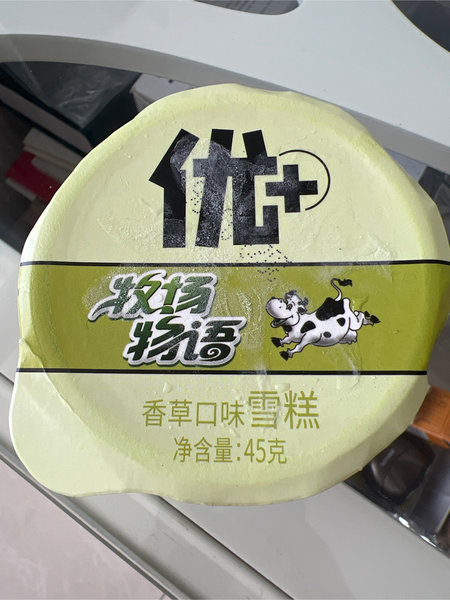 优+
牧场
物语
香草口味雪糕
净含量:45克